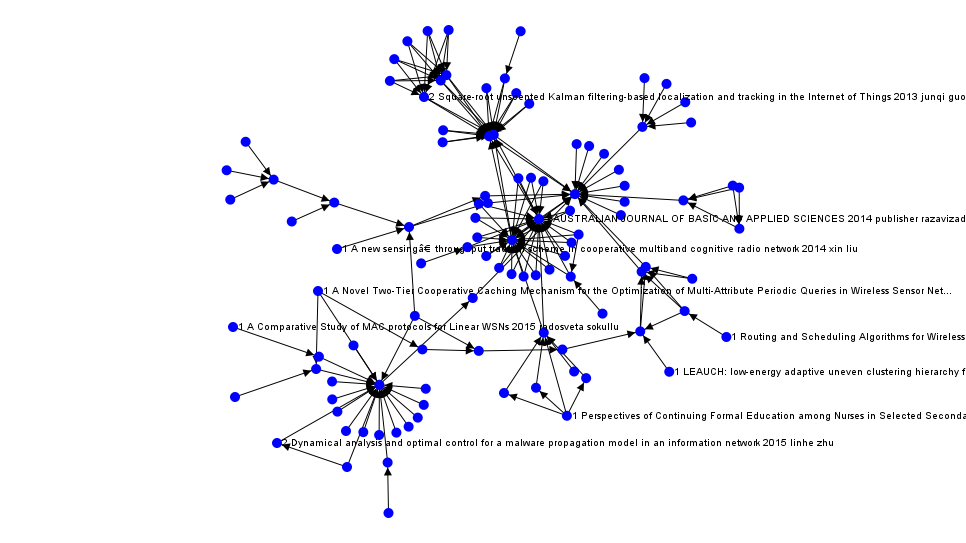 2 Square-root unscented Kalman filtering-based localization and tracking in the Internet of Things 2013 junqi guo
AUSTRALIAN JOURNAL OF BASIC AND APPLIED SCIENCES 2014 publisher razavizad
1 A new sensingâ€ throughput tradeoff scheme in cooperative multiband cognitive radio network 2014 xin liu
1 A Novel Two-Tier Cooperative Caching Mechanism for the Optimization of Multi-Attribute Periodic Queries in Wireless Sensor Net...
1 A Comparative Study of MAC protocols for Linear WSNs 2015 radosveta sokullu
1 Routing and Scheduling Algorithms for Wireless
1 LEAUCH: low-energy adaptive uneven clustering hierarchy f
1 Perspectives of Continuing Formal Education among Nurses in Selected Seconda
2 Dynamical analysis and optimal control for a malware propagation model in an information network 2015 linhe zhu